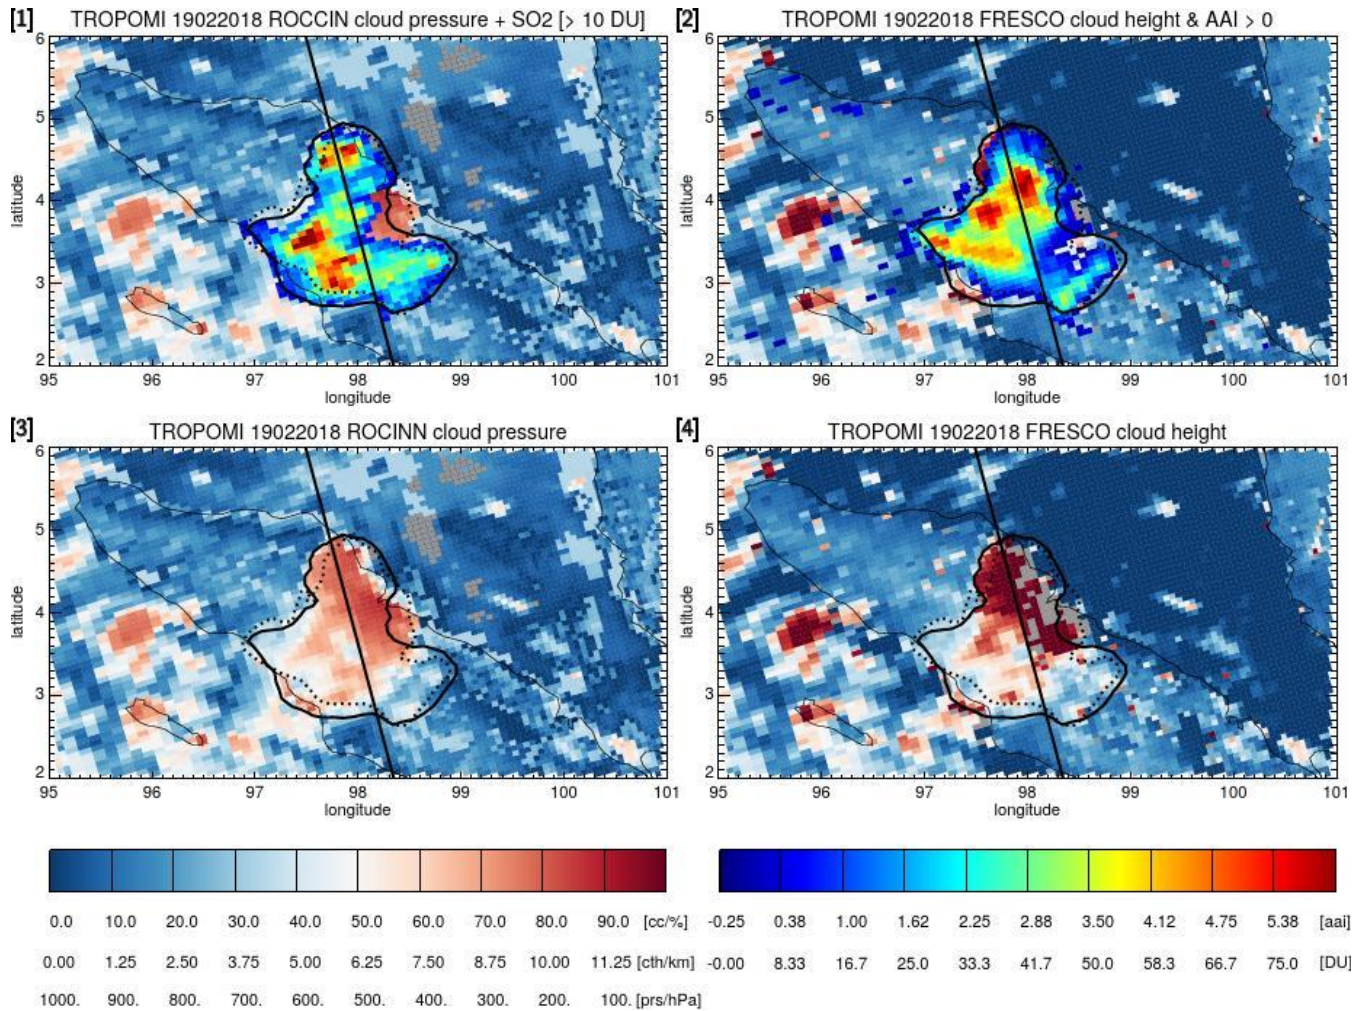 [1] TROPOMI 19022018 ROCCIN cloud pressure + SO2 [> 10 DU]
6
5
4
3
2
latitude
95 96 97 98 99 100 101
longitude
[2] TROPOMI 19022018 FRESCO cloud height & AAI > 0
6
5
4
3
2
latitude
95 96 97 98 99 100 101
longitude
[3] TROPOMI 19022018 ROCINN cloud pressure
6
5
4
3
2
latitude
95 96 97 98 99 100 101
longitude
[4] TROPOMI 19022018 FRESCO cloud height
6
5
4
3
2
latitude
95 96 97 98 99 100 101
longitude
0.0 10.0 20.0 30.0 40.0 50.0 60.0 70.0 80.0 90.0 [cc/%]
0.00 1.25 2.50 3.75 5.00 6.25 7.50 8.75 10.00 11.25 [cth/km]
1000. 900. 800. 700. 600. 500. 400. 300. 200. 100. [prs/hPa]
-0.25 0.38 1.00 1.62 2.25 2.88 3.50 4.12 4.75 5.38 [aai]
-0.00 8.33 16.7 25.0 33.3 41.7 50.0 58.3 66.7 75.0 [DU]